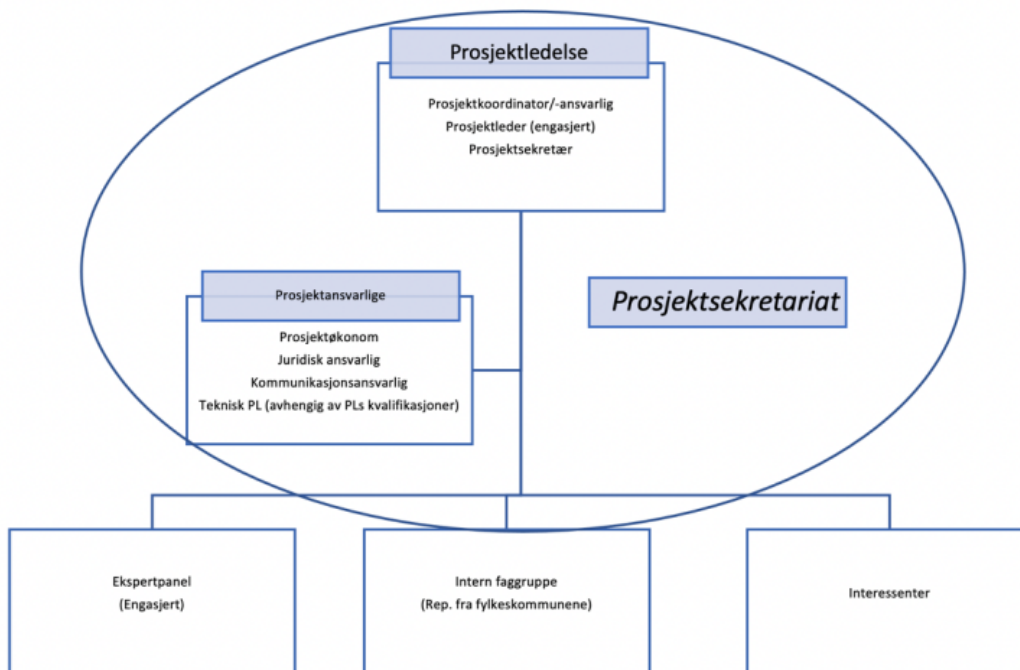 Prosjektledelse
Prosjektkoordinator/-ansvarlig
Prosjektleder (engasjert)
Prosjektsekretær
Prosjektansvarlige
Prosjektøkonom
Juridisk ansvarlig
Kommunikasjonsansvarlig
Teknisk PL (avhengig av PLs kvalifikasjoner)
Prosjektsekretariat
Ekspertpanel
(Engasjert)
Intern faggruppe
(Rep. fra fylkeskommunene)
Interessenter